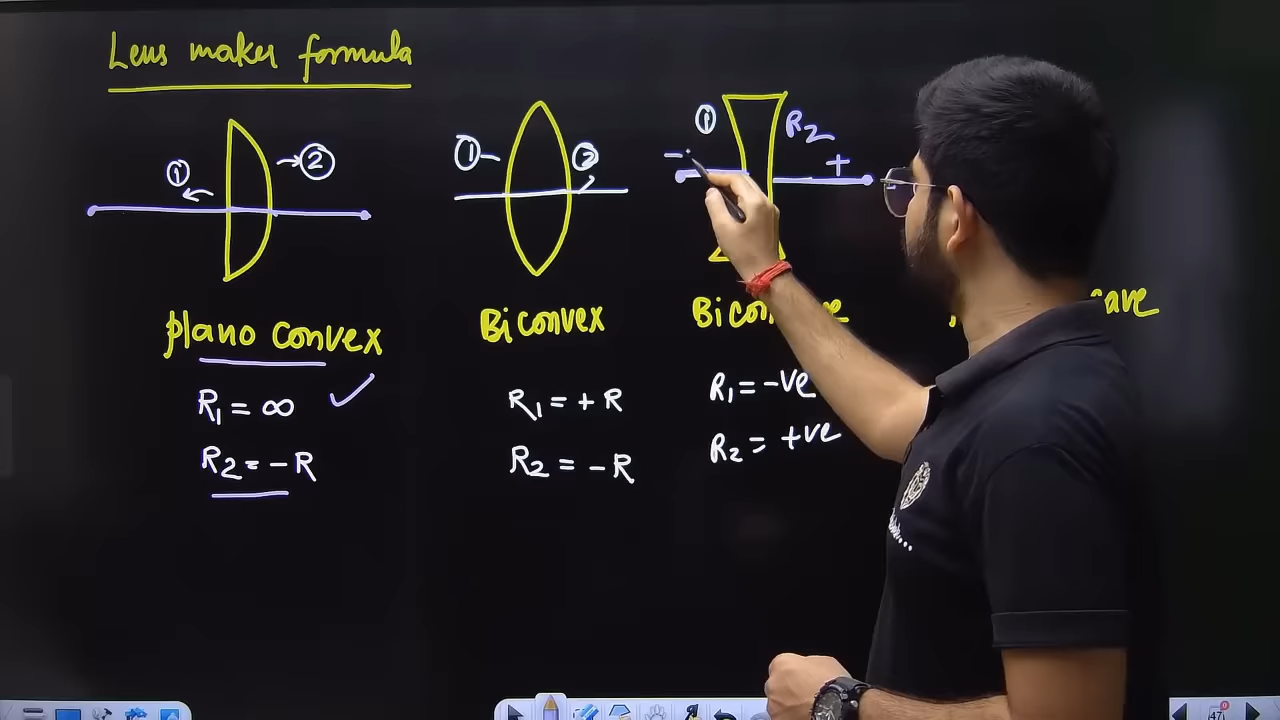 Lens maker formula
① ②
① ②
① R₂
- +
Plano convex
Biconvex
R₁ = ∞
R₂ = -R
R₁ = + R
R₂ = - R
R₁ = -ve
R₂ = +ve